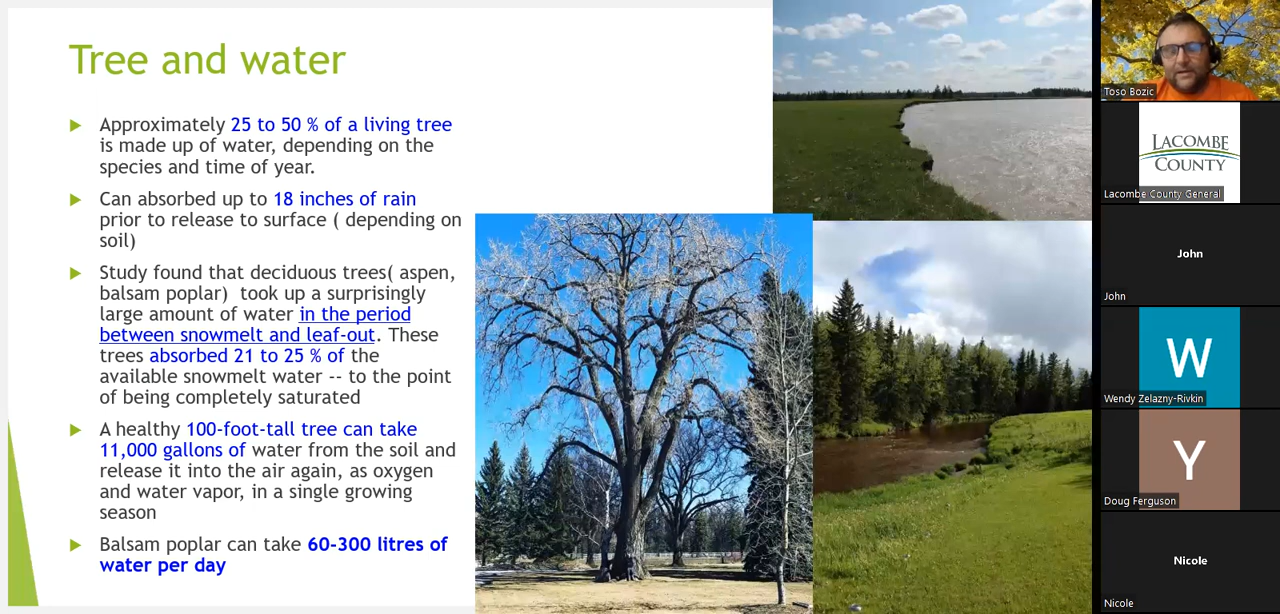 Tree and water
Approximately 25 to 50 % of a living tree
is made up of water, depending on the
species and time of year.
Can absorbed up to 18 inches of rain
prior to release to surface ( depending on
soil)
Study found that deciduous trees( aspen,
balsam poplar)  took up a surprisingly
large amount of water in the period
between snowmelt and leaf-out. These
trees absorbed 21 to 25 % of the
available snowmelt water -- to the point
of being completely saturated
A healthy 100-foot-tall tree can take
11,000 gallons of water from the soil and
release it into the air again, as oxygen
and water vapor, in a single growing
season
Balsam poplar can take 60-300 litres of
water per day
Toso Bozic
LACOMBE
COUNTY
Lacombe County General
John
John
W
Wendy Zelazny-Rivkin
Y
Doug Ferguson
Nicole
Nicole